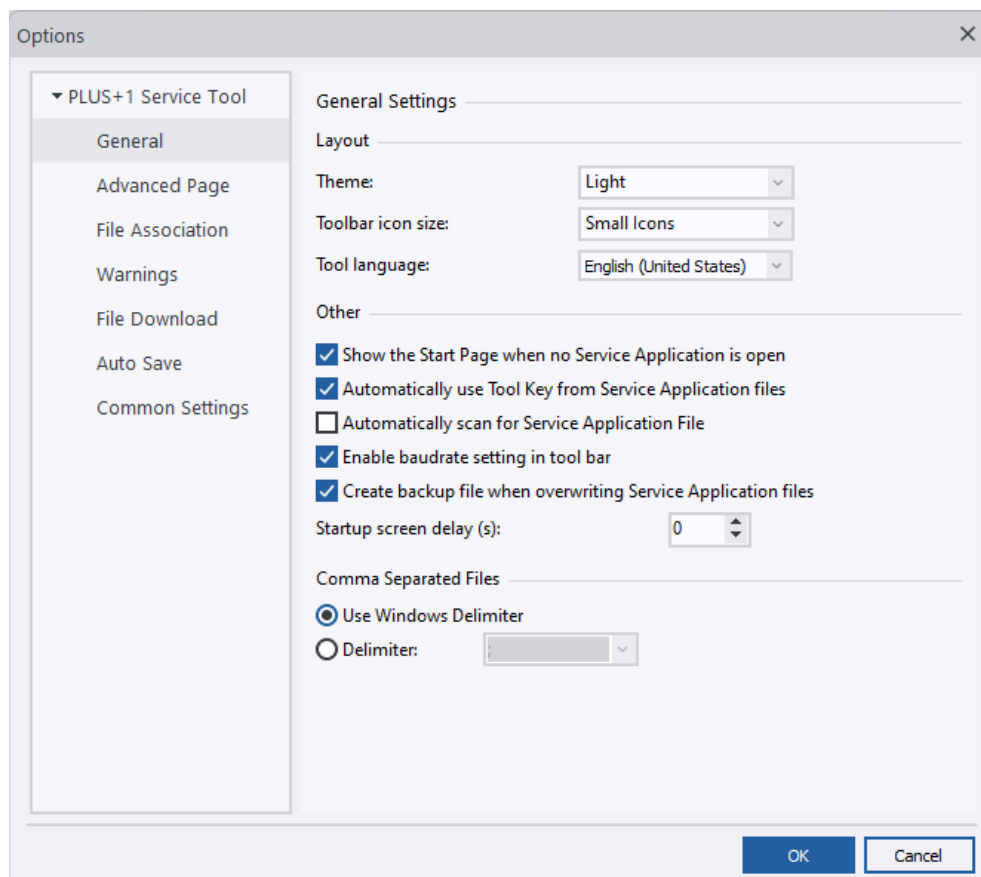 Options
PLUS+1 Service Tool
General
Advanced Page
File Association
Warnings
File Download
Auto Save
Common Settings
General Settings
Layout
Theme: Light
Toolbar icon size: Small Icons
Tool language: English (United States)
Other
Show the Start Page when no Service Application is open
Automatically use Tool Key from Service Application files
Automatically scan for Service Application File
Enable baudrate setting in tool bar
Create backup file when overwriting Service Application files
Startup screen delay (s): 0
Comma Separated Files
Use Windows Delimiter
Delimiter: ;
OK Cancel